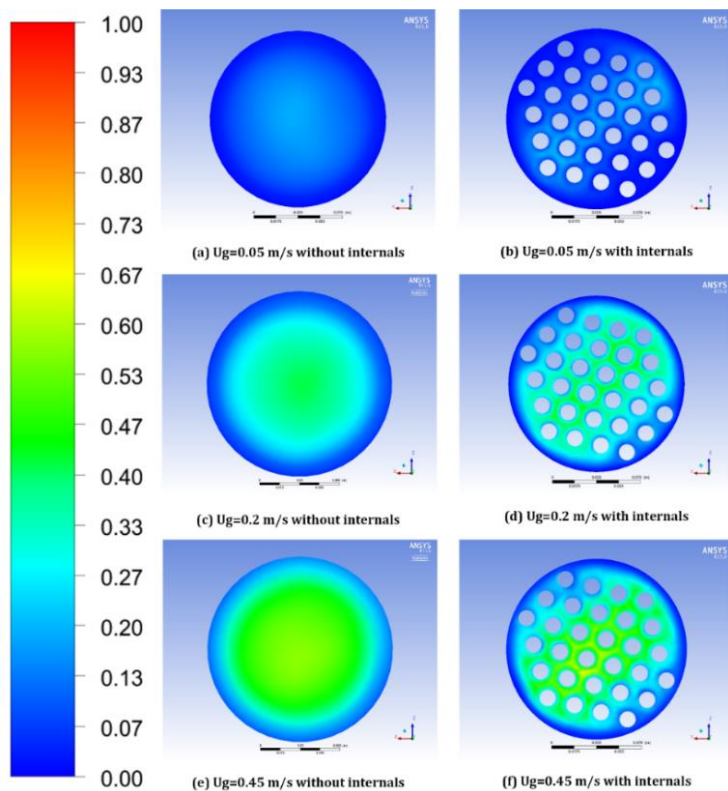 1.00
0.93
0.87
0.80
0.73
0.67
0.60
0.53
0.47
0.40
0.33
0.27
0.20
0.13
0.07
0.00
ANSYS
ANSYS
(a) Ug=0.05 m/s without internals
(b) Ug=0.05 m/s with internals
ANSYS
ANSYS
(c) Ug=0.2 m/s without internals
(d) Ug=0.2 m/s with internals
ANSYS
ANSYS
(e) Ug=0.45 m/s without internals
(f) Ug=0.45 m/s with internals